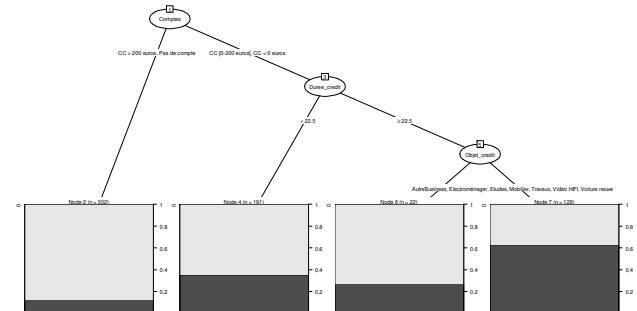 1
Comptes
CC > 200 euros, Pas de compte
CC [0-200 euros[, CC < 0 euros
3
Duree_credit
< 22.5
≥ 22.5
5
Objet_credit
AutreBusiness, Electroménager, Etudes, Mobilier, Travaux, Vidéo HIFI, Voiture neuve
Node 2 (n = 302)
Node 4 (n = 191)
Node 6 (n = 22)
Node 7 (n = 129)
0
1
0.8
0.6
0.4
0.2
0
1
0.8
0.6
0.4
0.2
0
1
0.8
0.6
0.4
0.2
0
1
0.8
0.6
0.4
0.2